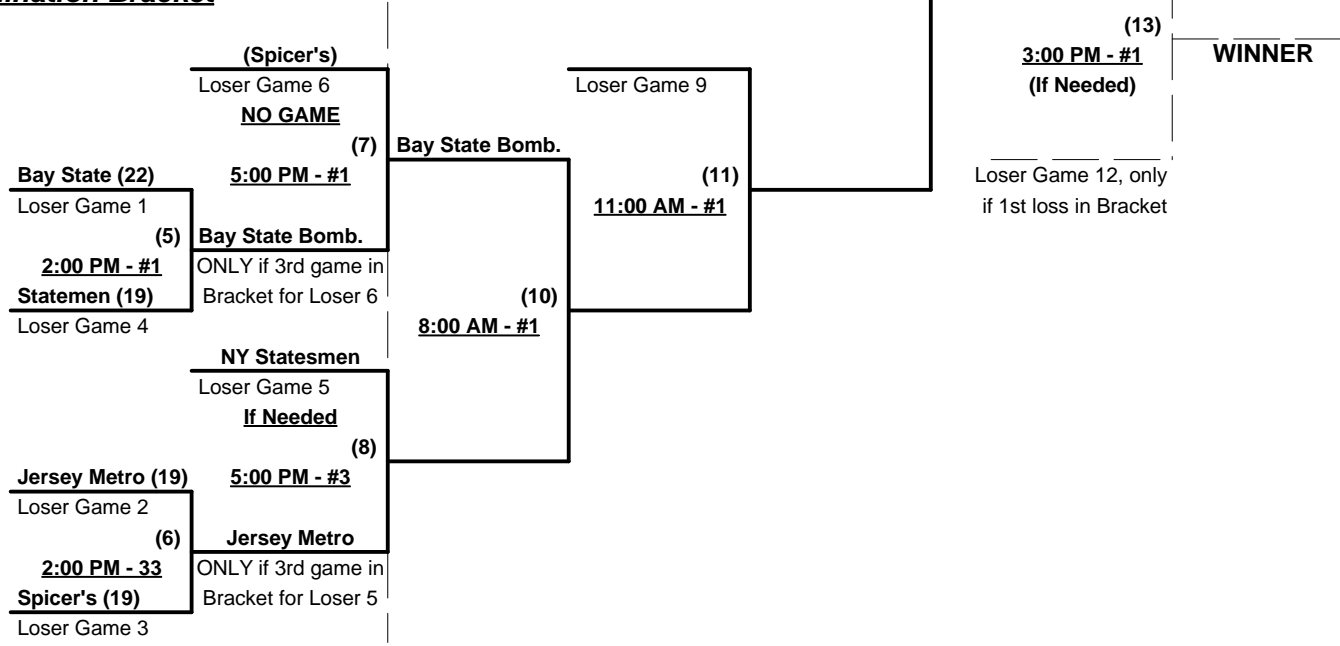 Bracket
(Spicer's)
Loser Game 6
NO GAME
(7)
5:00 PM - #1
Bay State (22)
Loser Game 1
(5)
2:00 PM - #1
Statemen (19)
Loser Game 4
Bay State Bomb.
ONLY if 3rd game in
Bracket for Loser 6
NY Statesmen
Loser Game 5
If Needed
(8)
5:00 PM - #3
Jersey Metro (19)
Loser Game 2
(6)
2:00 PM - 33
Spicer's (19)
Loser Game 3
Jersey Metro
ONLY if 3rd game in
Bracket for Loser 5
Bay State Bomb.
(10)
8:00 AM - #1
Loser Game 9
(11)
11:00 AM - #1
(13)
3:00 PM - #1
(If Needed)
Loser Game 12, only
if 1st loss in Bracket
WINNER